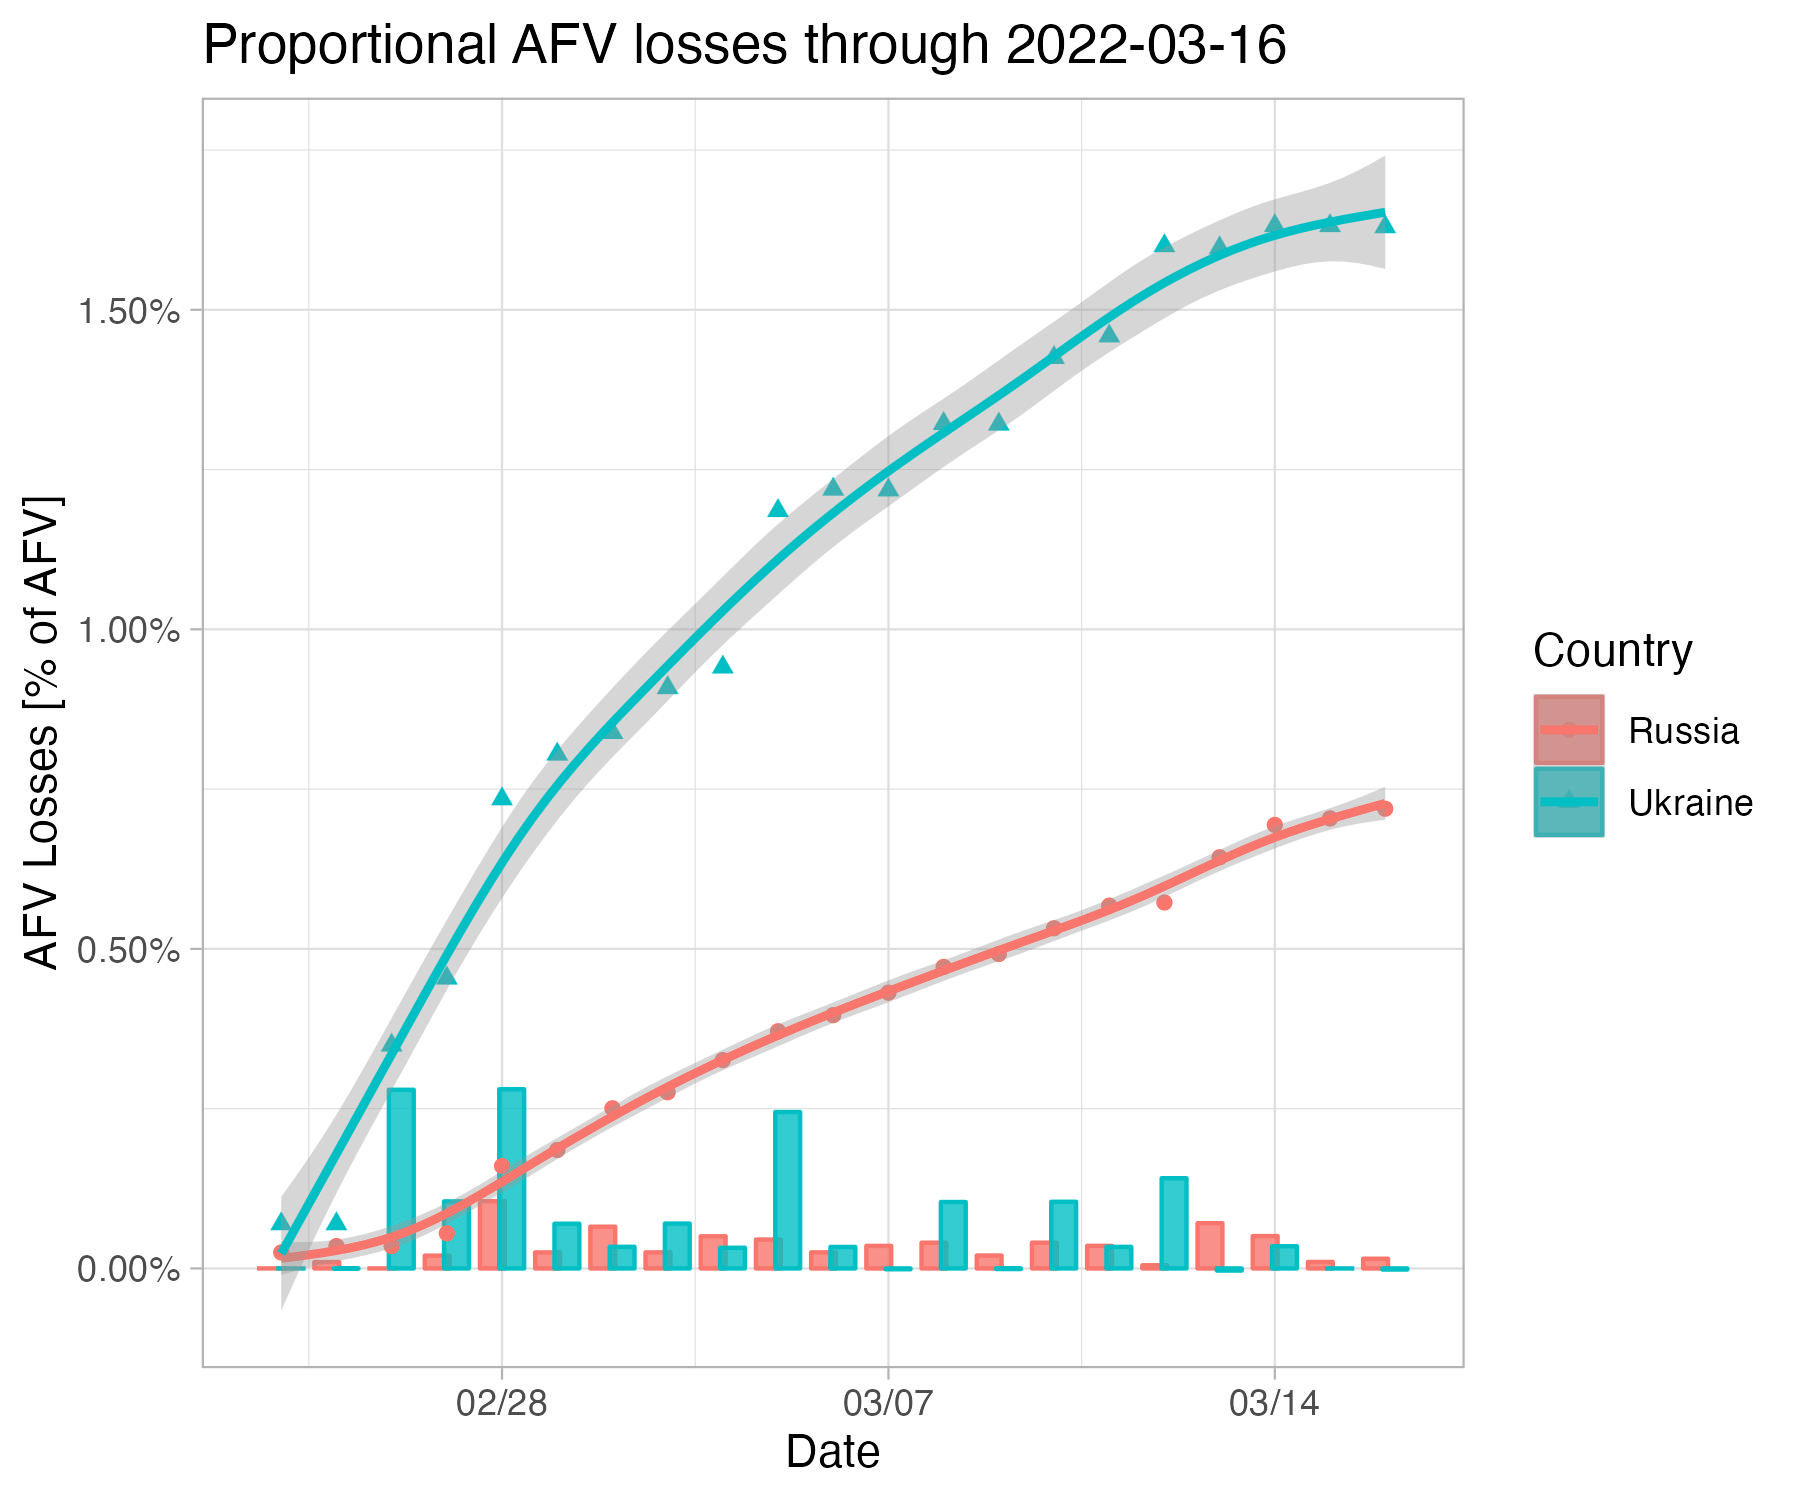 Proportional AFV losses through 2022-03-16
AFV Losses [% of AFV]
1.50%
1.00%
0.50%
0.00%
02/28
03/07
03/14
Date
Country
Russia
Ukraine